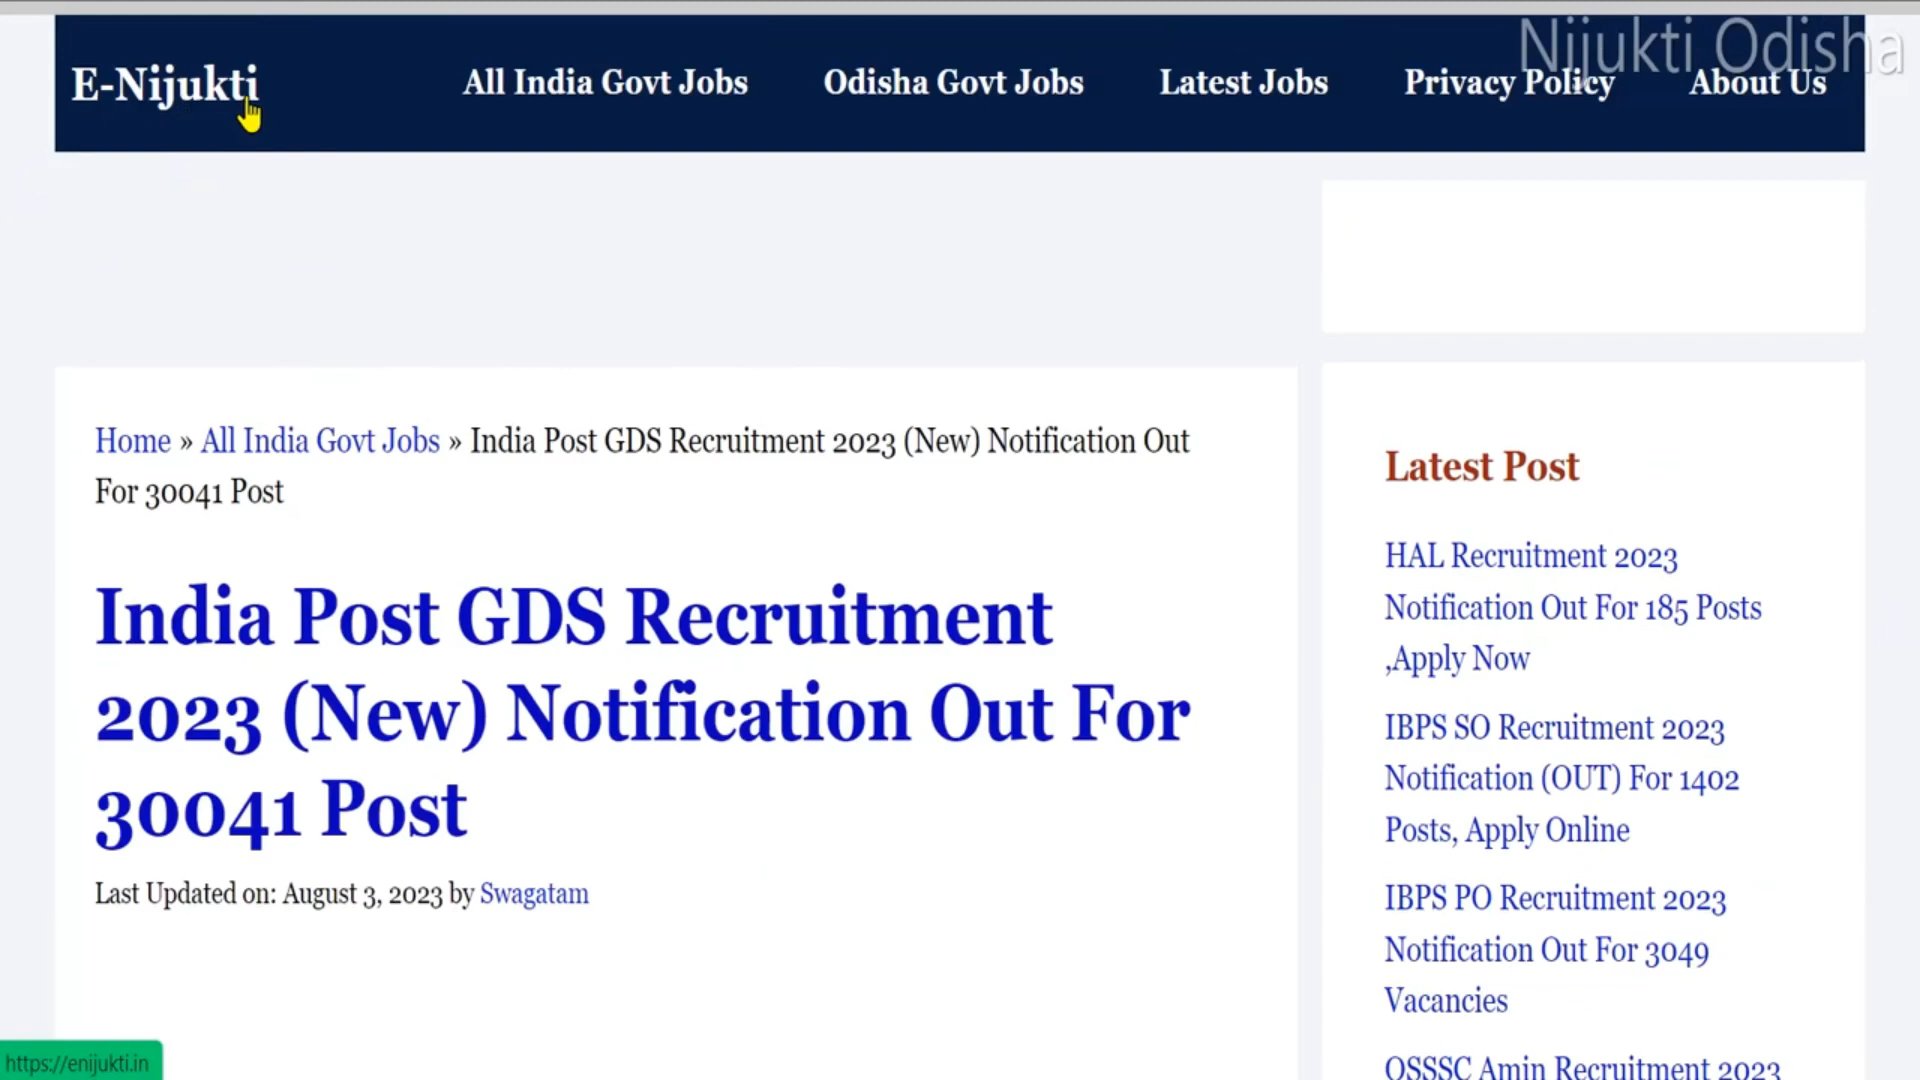 Nijukti Odisha
E-Nijukti
All India Govt Jobs
Odisha Govt Jobs
Latest Jobs
Privacy Policy
About Us
Home » All India Govt Jobs » India Post GDS Recruitment 2023 (New) Notification Out
For 30041 Post
India Post GDS Recruitment
2023 (New) Notification Out For
30041 Post
Last Updated on: August 3, 2023 by Swagatam
Latest Post
HAL Recruitment 2023
Notification Out For 185 Posts
,Apply Now
IBPS SO Recruitment 2023
Notification (OUT) For 1402
Posts, Apply Online
IBPS PO Recruitment 2023
Notification Out For 3049
Vacancies
OSSSC Amin Recruitment 2023
https://enijukti.in